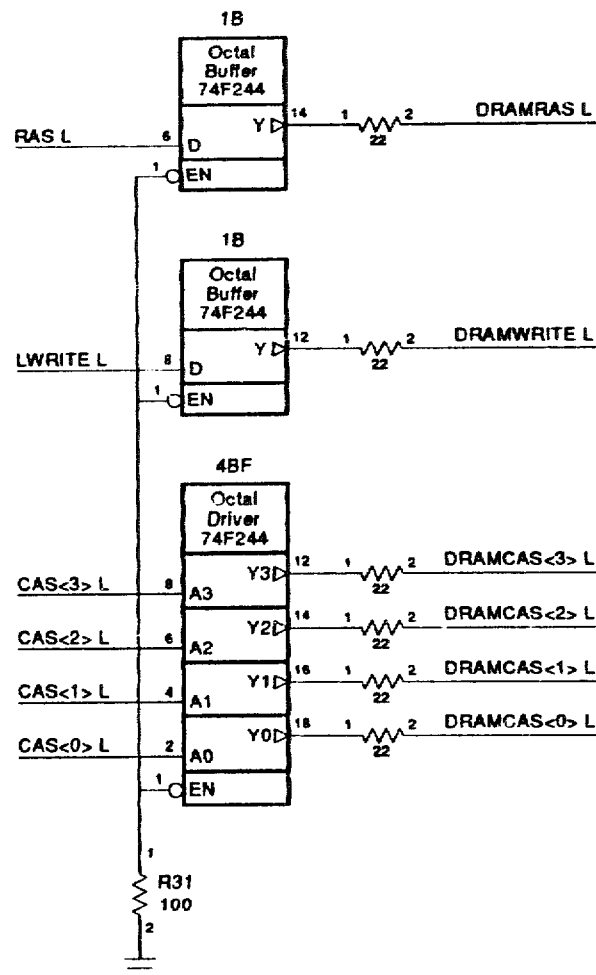 1B
Octal
Buffer
74F244
Y 14 1 2 DRAMRAS L
22
RAS L 6 D
1 EN
1B
Octal
Buffer
74F244
Y 12 1 2 DRAMWRITE L
22
LWRITE L 8 D
1 EN
4BF
Octal
Driver
74F244
Y3 12 1 2 DRAMCAS<3> L
22
CAS<3> L 8 A3
Y2 14 1 2 DRAMCAS<2> L
22
CAS<2> L 6 A2
Y1 16 1 2 DRAMCAS<1> L
22
CAS<1> L 4 A1
Y0 18 1 2 DRAMCAS<0> L
22
CAS<0> L 2 A0
1 EN
1
R31
100
2